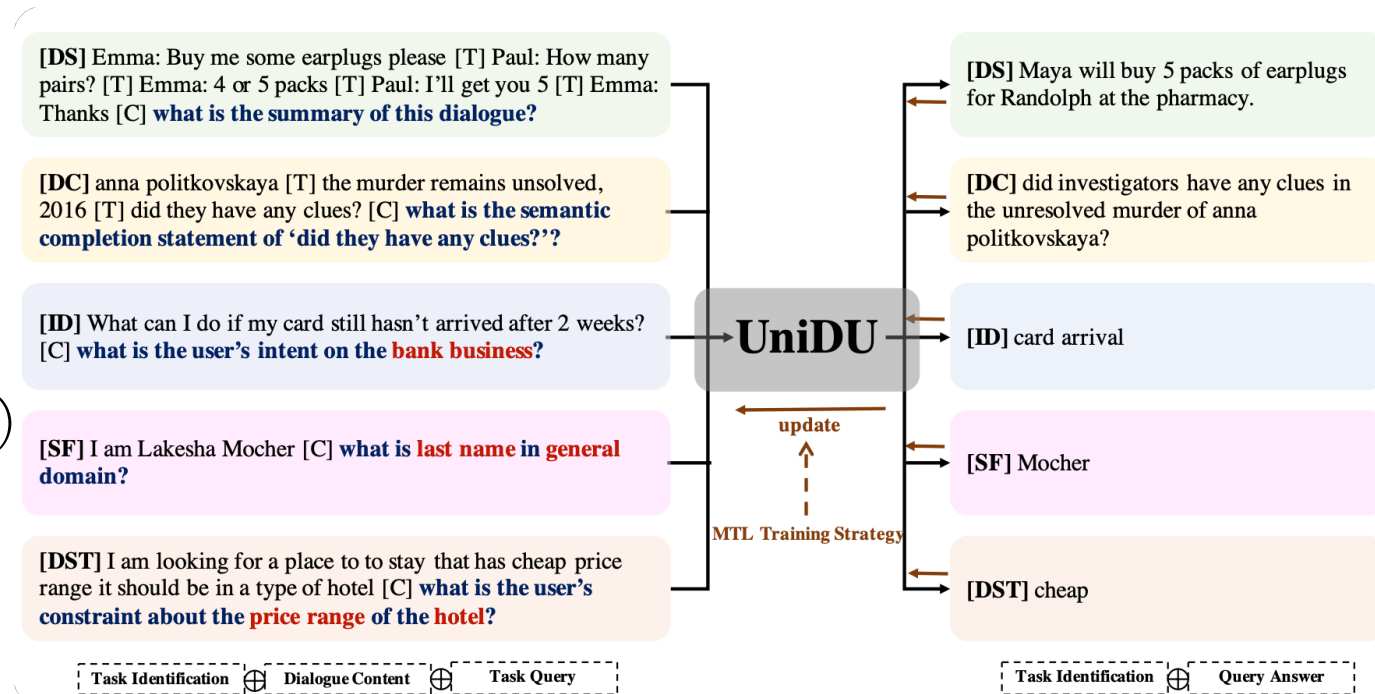 [DS] Emma: Buy me some earplugs please [T] Paul: How many
pairs? [T] Emma: 4 or 5 packs [T] Paul: I’ll get you 5 [T] Emma:
Thanks [C] what is the summary of this dialogue?
[DC] anna politkovskaya [T] the murder remains unsolved,
2016 [T] did they have any clues? [C] what is the semantic
completion statement of ‘did they have any clues?’?
[ID] What can I do if my card still hasn’t arrived after 2 weeks?
[C] what is the user’s intent on the bank business?
[SF] I am Lakesha Mocher [C] what is last name in general
domain?
[DST] I am looking for a place to to stay that has cheap price
range it should be in a type of hotel [C] what is the user’s
constraint about the price range of the hotel?
Task Identification ⊕ Dialogue Content ⊕ Task Query
UniDU
update
MTL Training Strategy
[DS] Maya will buy 5 packs of earplugs
for Randolph at the pharmacy.
[DC] did investigators have any clues in
the unresolved murder of anna
politkovskaya?
[ID] card arrival
[SF] Mocher
[DST] cheap
Task Identification ⊕ Query Answer